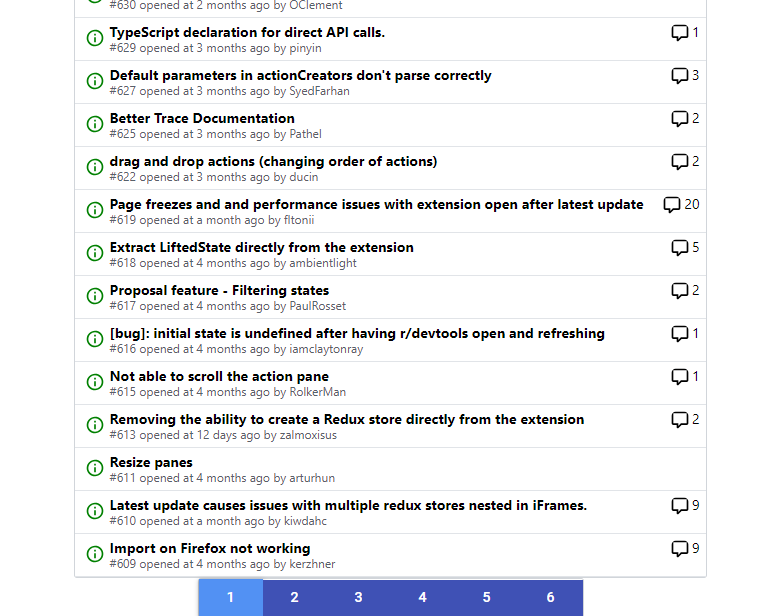 #630 opened at 2 months ago by OClement
TypeScript declaration for direct API calls.
1
#629 opened at 3 months ago by pinyin
Default parameters in actionCreators don't parse correctly
3
#627 opened at 3 months ago by SyedFarhan
Better Trace Documentation
2
#625 opened at 3 months ago by Pathel
drag and drop actions (changing order of actions)
2
#622 opened at 3 months ago by ducin
Page freezes and and performance issues with extension open after latest update
20
#619 opened at a month ago by fltonii
Extract LiftedState directly from the extension
5
#618 opened at 4 months ago by ambientlight
Proposal feature - Filtering states
2
#617 opened at 4 months ago by PaulRosset
[bug]: initial state is undefined after having r/devtools open and refreshing
1
#616 opened at 4 months ago by iamclaytonray
Not able to scroll the action pane
1
#615 opened at 4 months ago by RolkerMan
Removing the ability to create a Redux store directly from the extension
2
#613 opened at 12 days ago by zalmoxisus
Resize panes
#611 opened at 4 months ago by arturhun
Latest update causes issues with multiple redux stores nested in iFrames.
9
#610 opened at a month ago by kiwdahc
Import on Firefox not working
9
#609 opened at 4 months ago by kerzhner
1 2 3 4 5 6